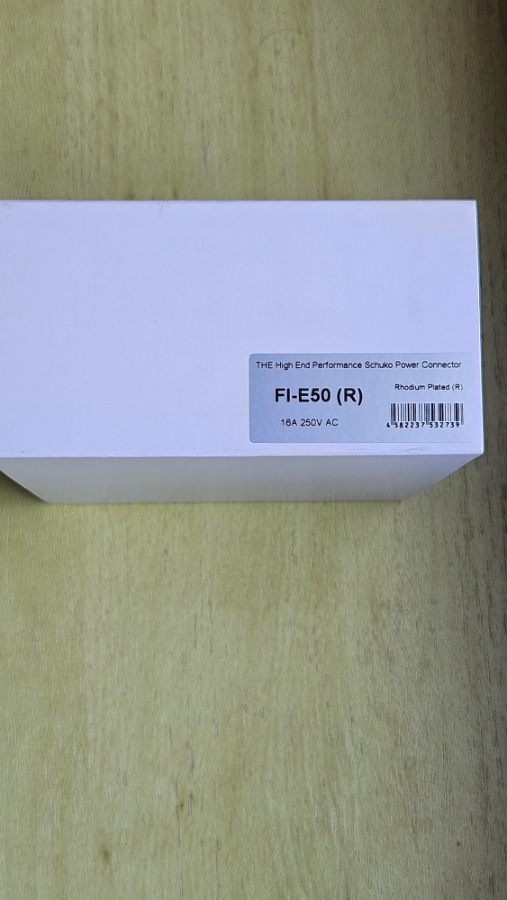 THE High End Performance Schuko Power Connector
FI-E50 (R)
Rhodium Plated (R)
16A 250V AC
4 582237 532739